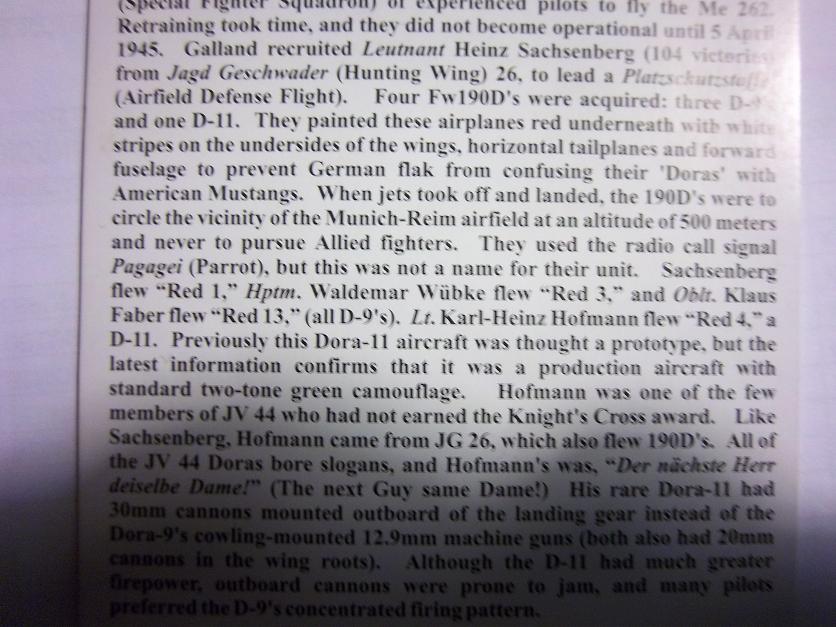 (Special Fighter Squadron) of experienced pilots to fly the Me 262.
Retraining took time, and they did not become operational until 5 April
1945. Galland recruited Leutnant Heinz Sachsenberg (104 victories)
from Jagd Geschwader (Hunting Wing) 26, to lead a Platzschutzstaffe
(Airfield Defense Flight). Four Fw190D's were acquired: three D-9's
and one D-11. They painted these airplanes red underneath with white
stripes on the undersides of the wings, horizontal tailplanes and forward
fuselage to prevent German flak from confusing their 'Doras' with
American Mustangs. When jets took off and landed, the 190D's were to
circle the vicinity of the Munich-Reim airfield at an altitude of 500 meters
and never to pursue Allied fighters. They used the radio call signal
Pagagei (Parrot), but this was not a name for their unit. Sachsenberg
flew “Red 1,” Hptm. Waldemar Wübke flew “Red 3,” and Oblt. Klaus
Faber flew “Red 13,” (all D-9's). Lt. Karl-Heinz Hofmann flew “Red 4,” a
D-11. Previously this Dora-11 aircraft was thought a prototype, but the
latest information confirms that it was a production aircraft with
standard two-tone green camouflage. Hofmann was one of the few
members of JV 44 who had not earned the Knight's Cross award. Like
Sachsenberg, Hofmann came from JG 26, which also flew 190D's. All of
the JV 44 Doras bore slogans, and Hofmann's was, “Der nächste Herr
deiselbe Dame!” (The next Guy same Dame!) His rare Dora-11 had
30mm cannons mounted outboard of the landing gear instead of the
Dora-9's cowling-mounted 12.9mm machine guns (both also had 20mm
cannons in the wing roots). Although the D-11 had much greater
firepower, outboard cannons were prone to jam, and many pilots
preferred the D-9's concentrated firing pattern.